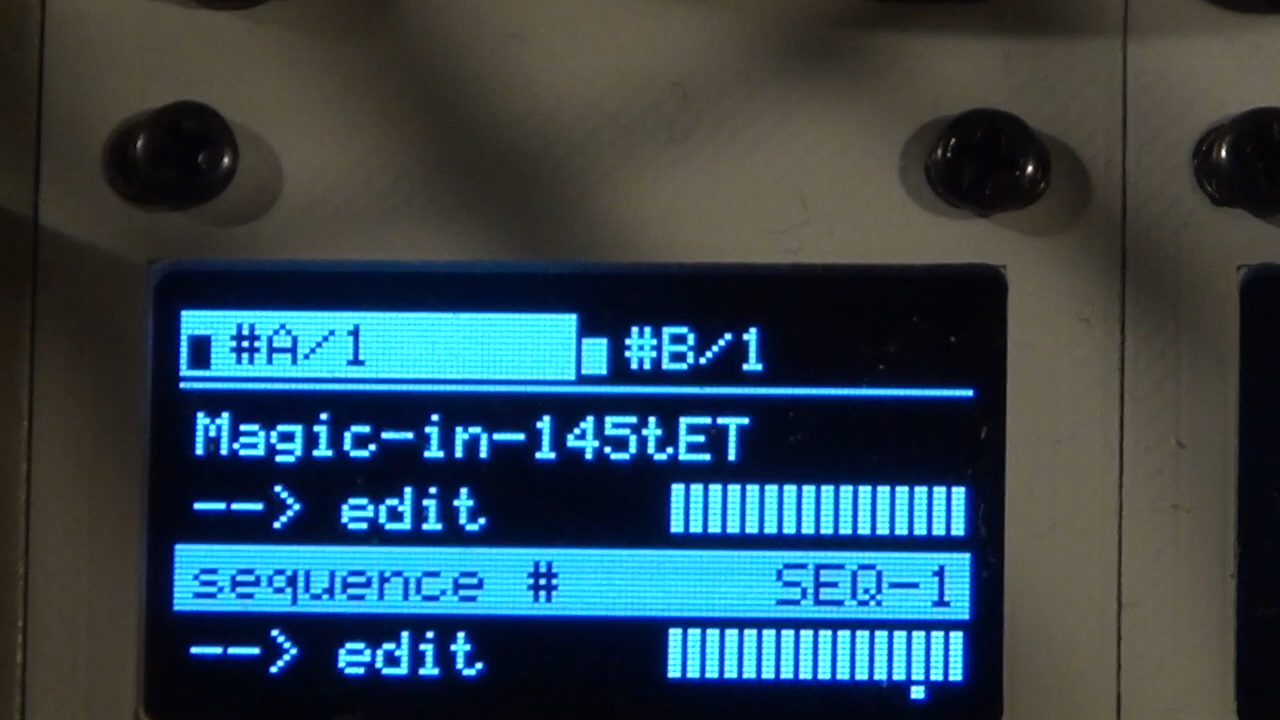 #A/1 #B/1
Magic-in-145tET
--> edit
sequence # SEQ-1
--> edit